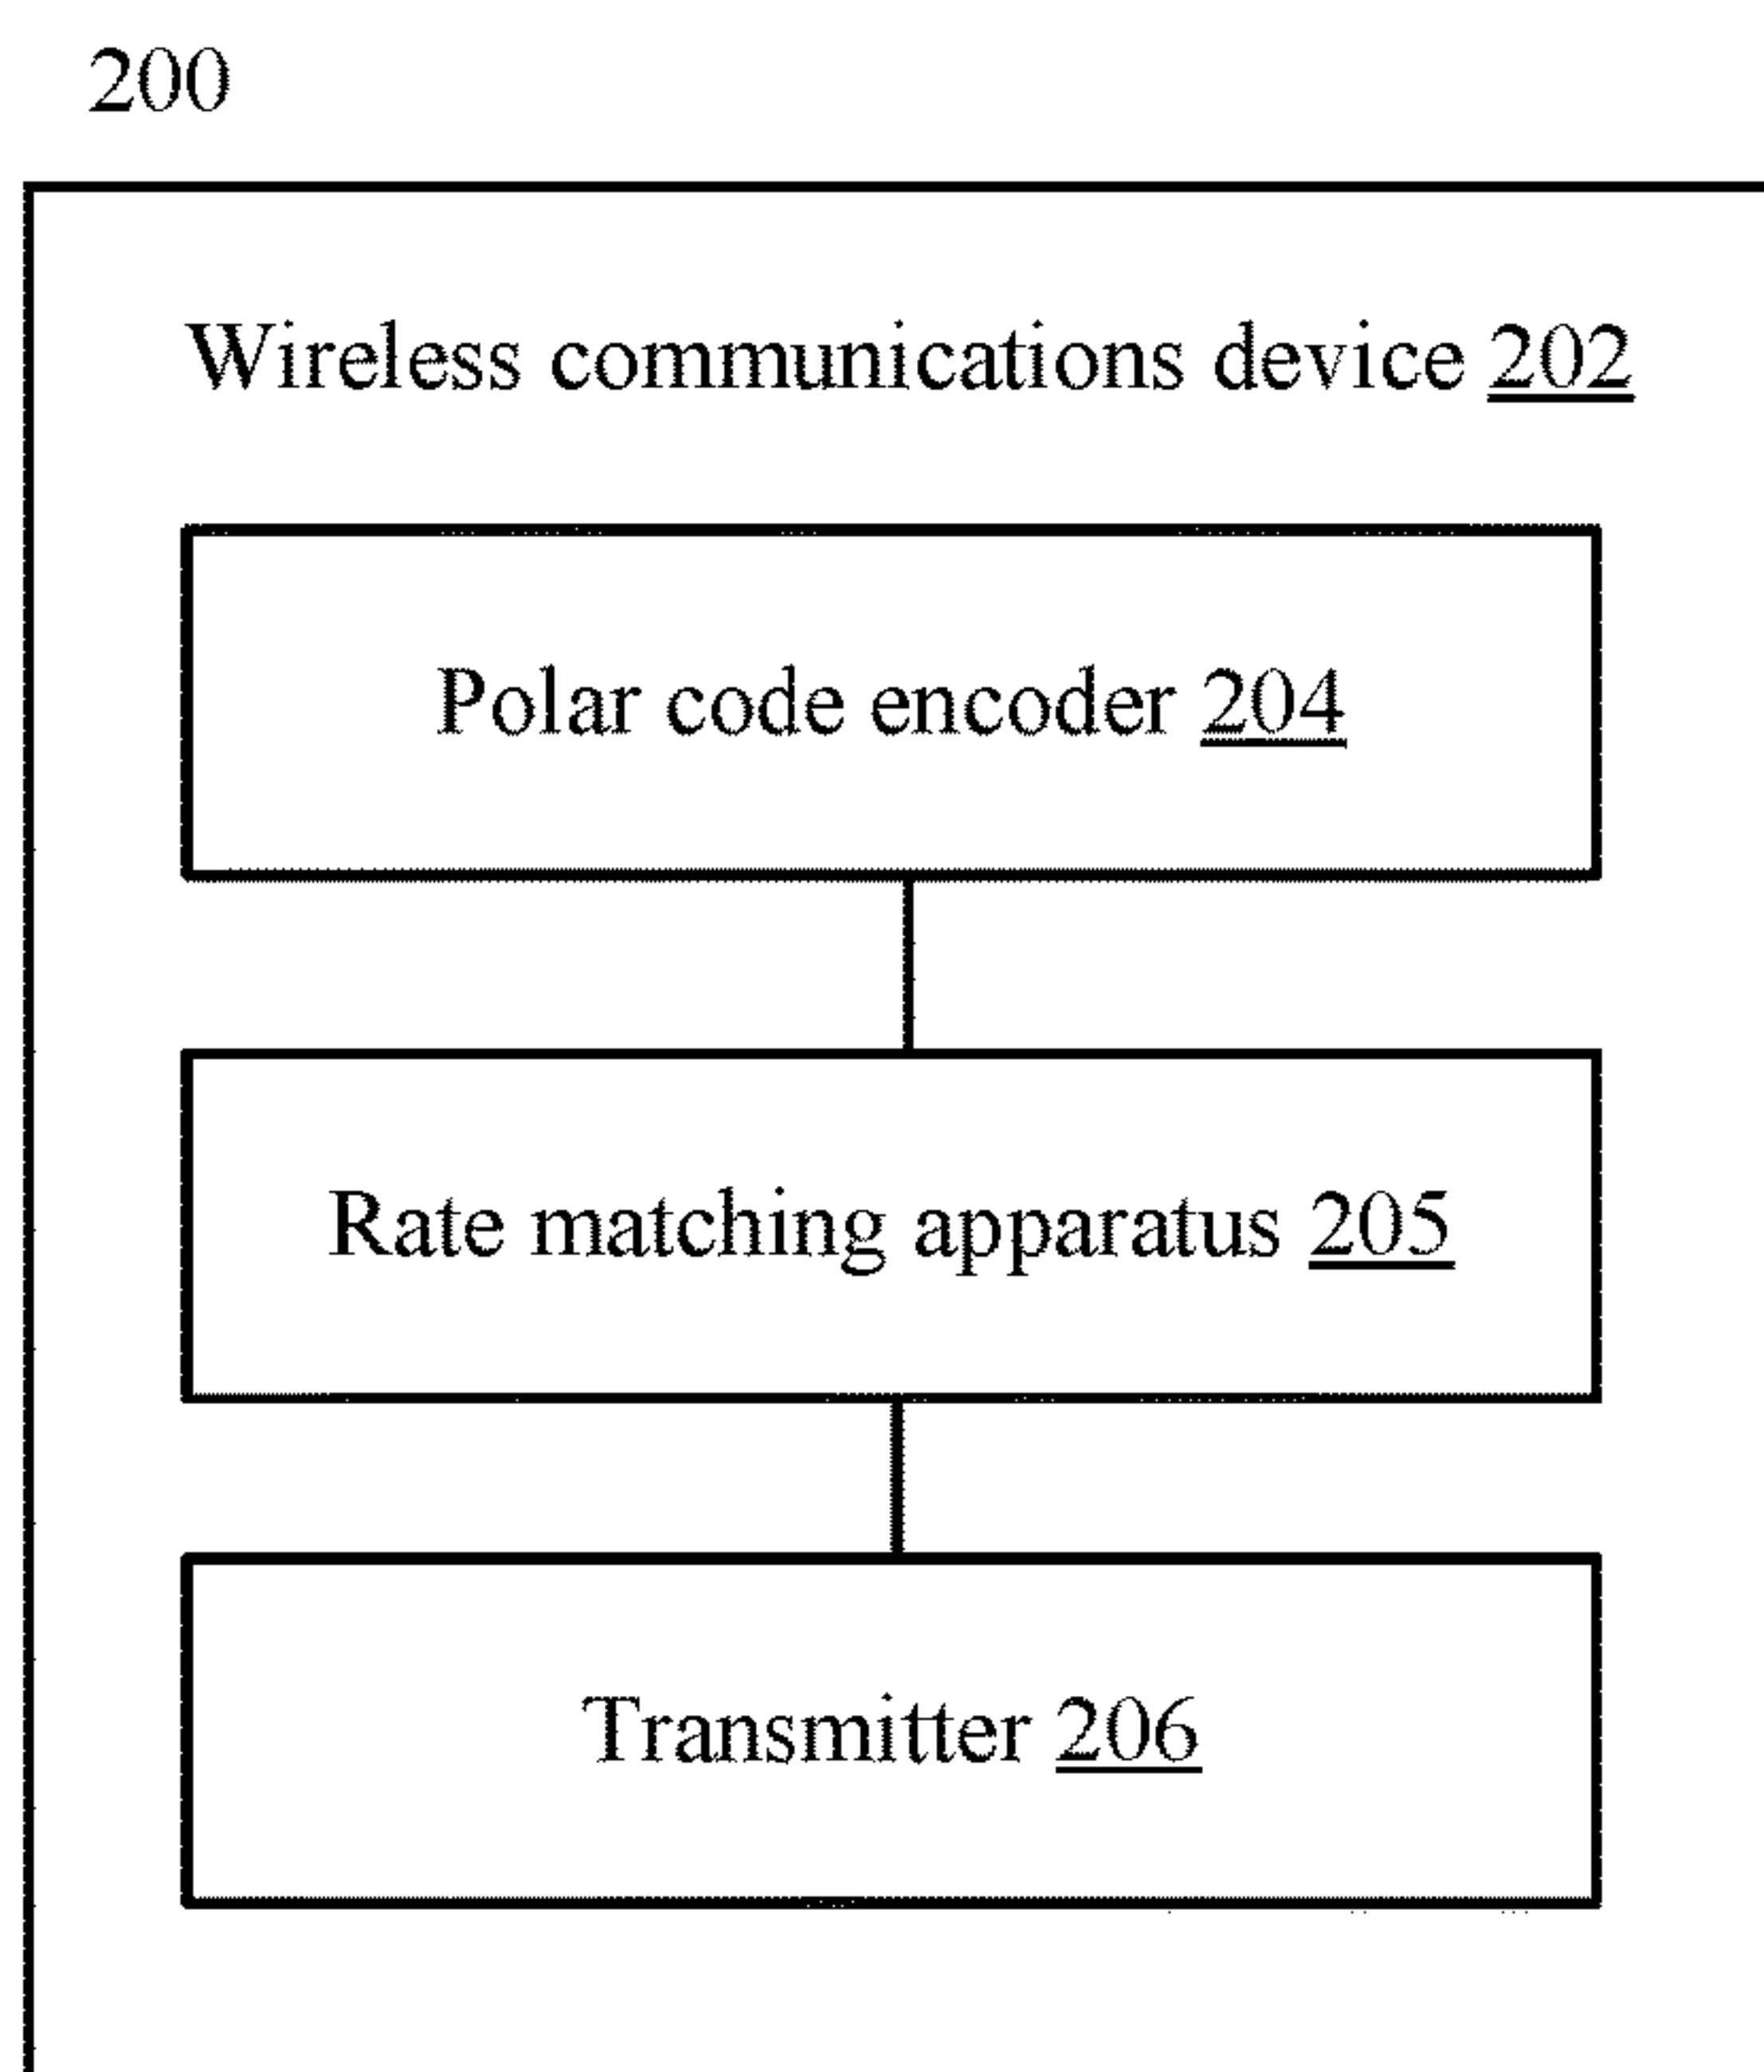 200
Wireless communications device 202
Polar code encoder 204
Rate matching apparatus 205
Transmitter 206